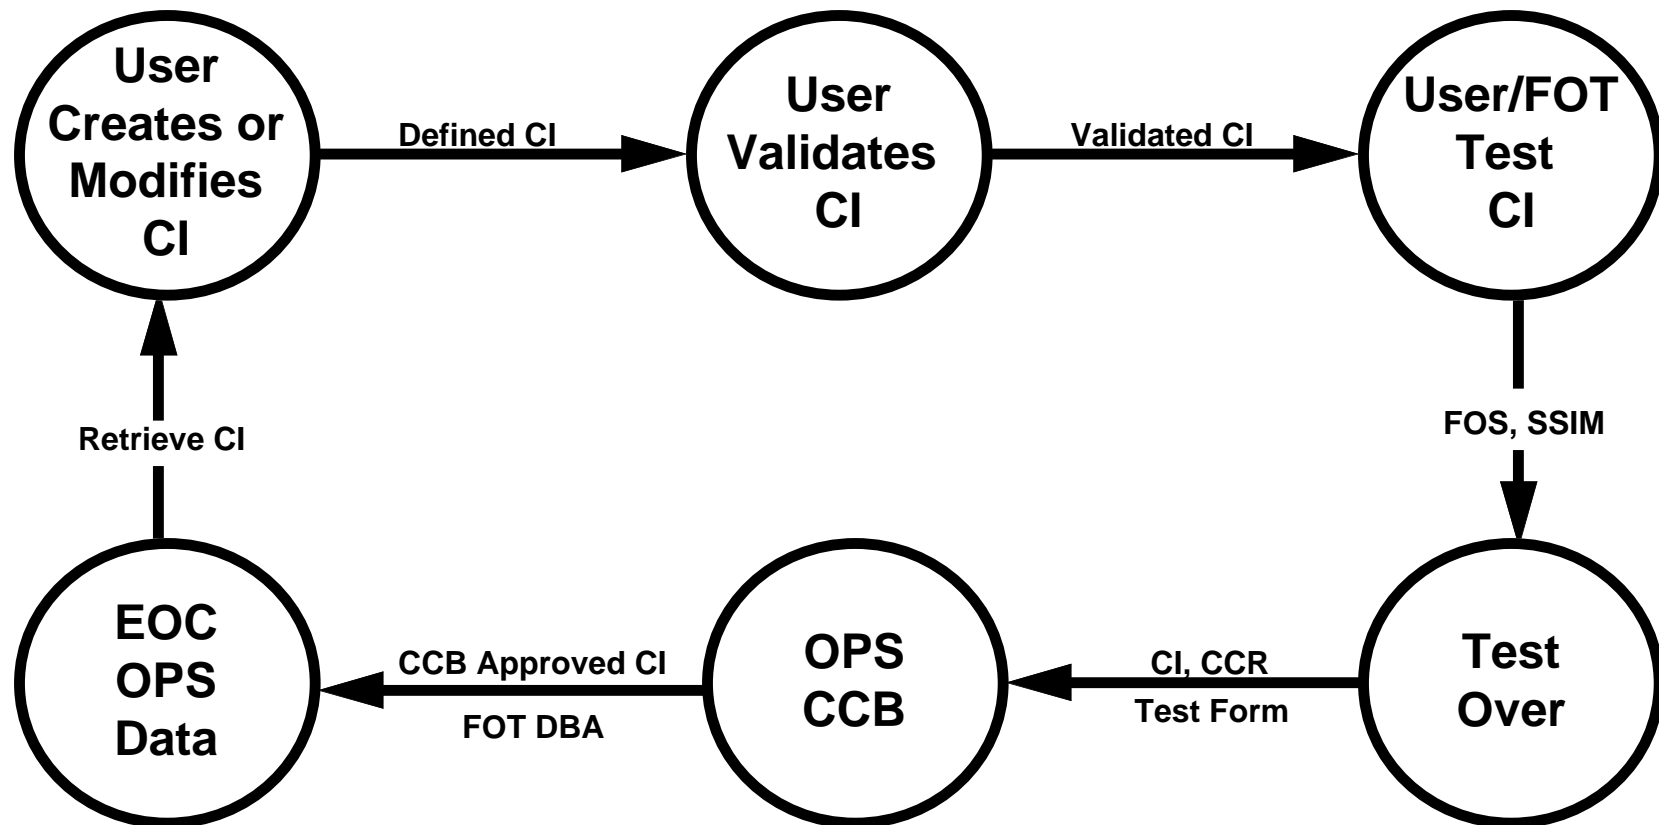 User
Creates or
Modifies
CI
Defined CI
User
Validates
CI
Validated CI
User/FOT
Test
CI
FOS, SSIM
Test
Over
CI, CCR
Test Form
OPS
CCB
CCB Approved CI
FOT DBA
EOC
OPS
Data
Retrieve CI